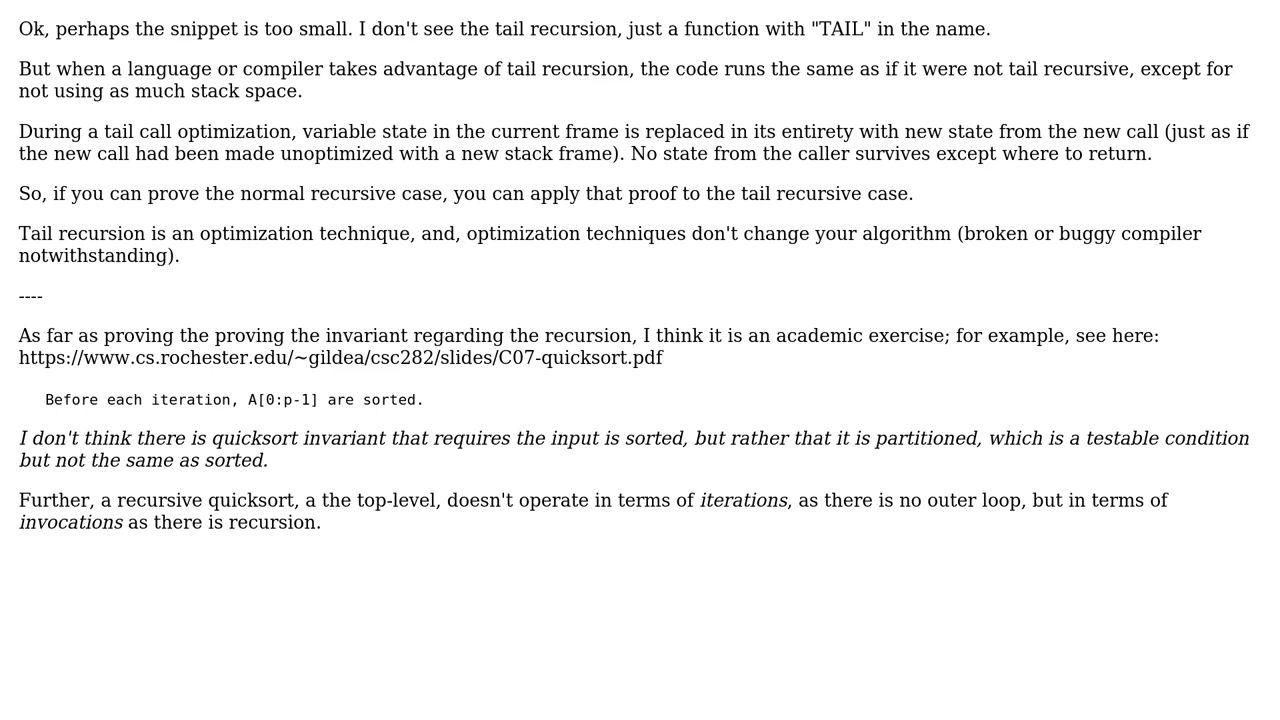 Ok, perhaps the snippet is too small. I don't see the tail recursion, just a function with "TAIL" in the name.
But when a language or compiler takes advantage of tail recursion, the code runs the same as if it were not tail recursive, except for
not using as much stack space.
During a tail call optimization, variable state in the current frame is replaced in its entirety with new state from the new call (just as if
the new call had been made unoptimized with a new stack frame). No state from the caller survives except where to return.
So, if you can prove the normal recursive case, you can apply that proof to the tail recursive case.
Tail recursion is an optimization technique, and, optimization techniques don't change your algorithm (broken or buggy compiler
notwithstanding).
----
As far as proving the proving the invariant regarding the recursion, I think it is an academic exercise; for example, see here:
https://www.cs.rochester.edu/~gildea/csc282/slides/C07-quicksort.pdf
Before each iteration, A[0:p-1] are sorted.
I don't think there is quicksort invariant that requires the input is sorted, but rather that it is partitioned, which is a testable condition
but not the same as sorted.
Further, a recursive quicksort, a the top-level, doesn't operate in terms of iterations, as there is no outer loop, but in terms of
invocations as there is recursion.